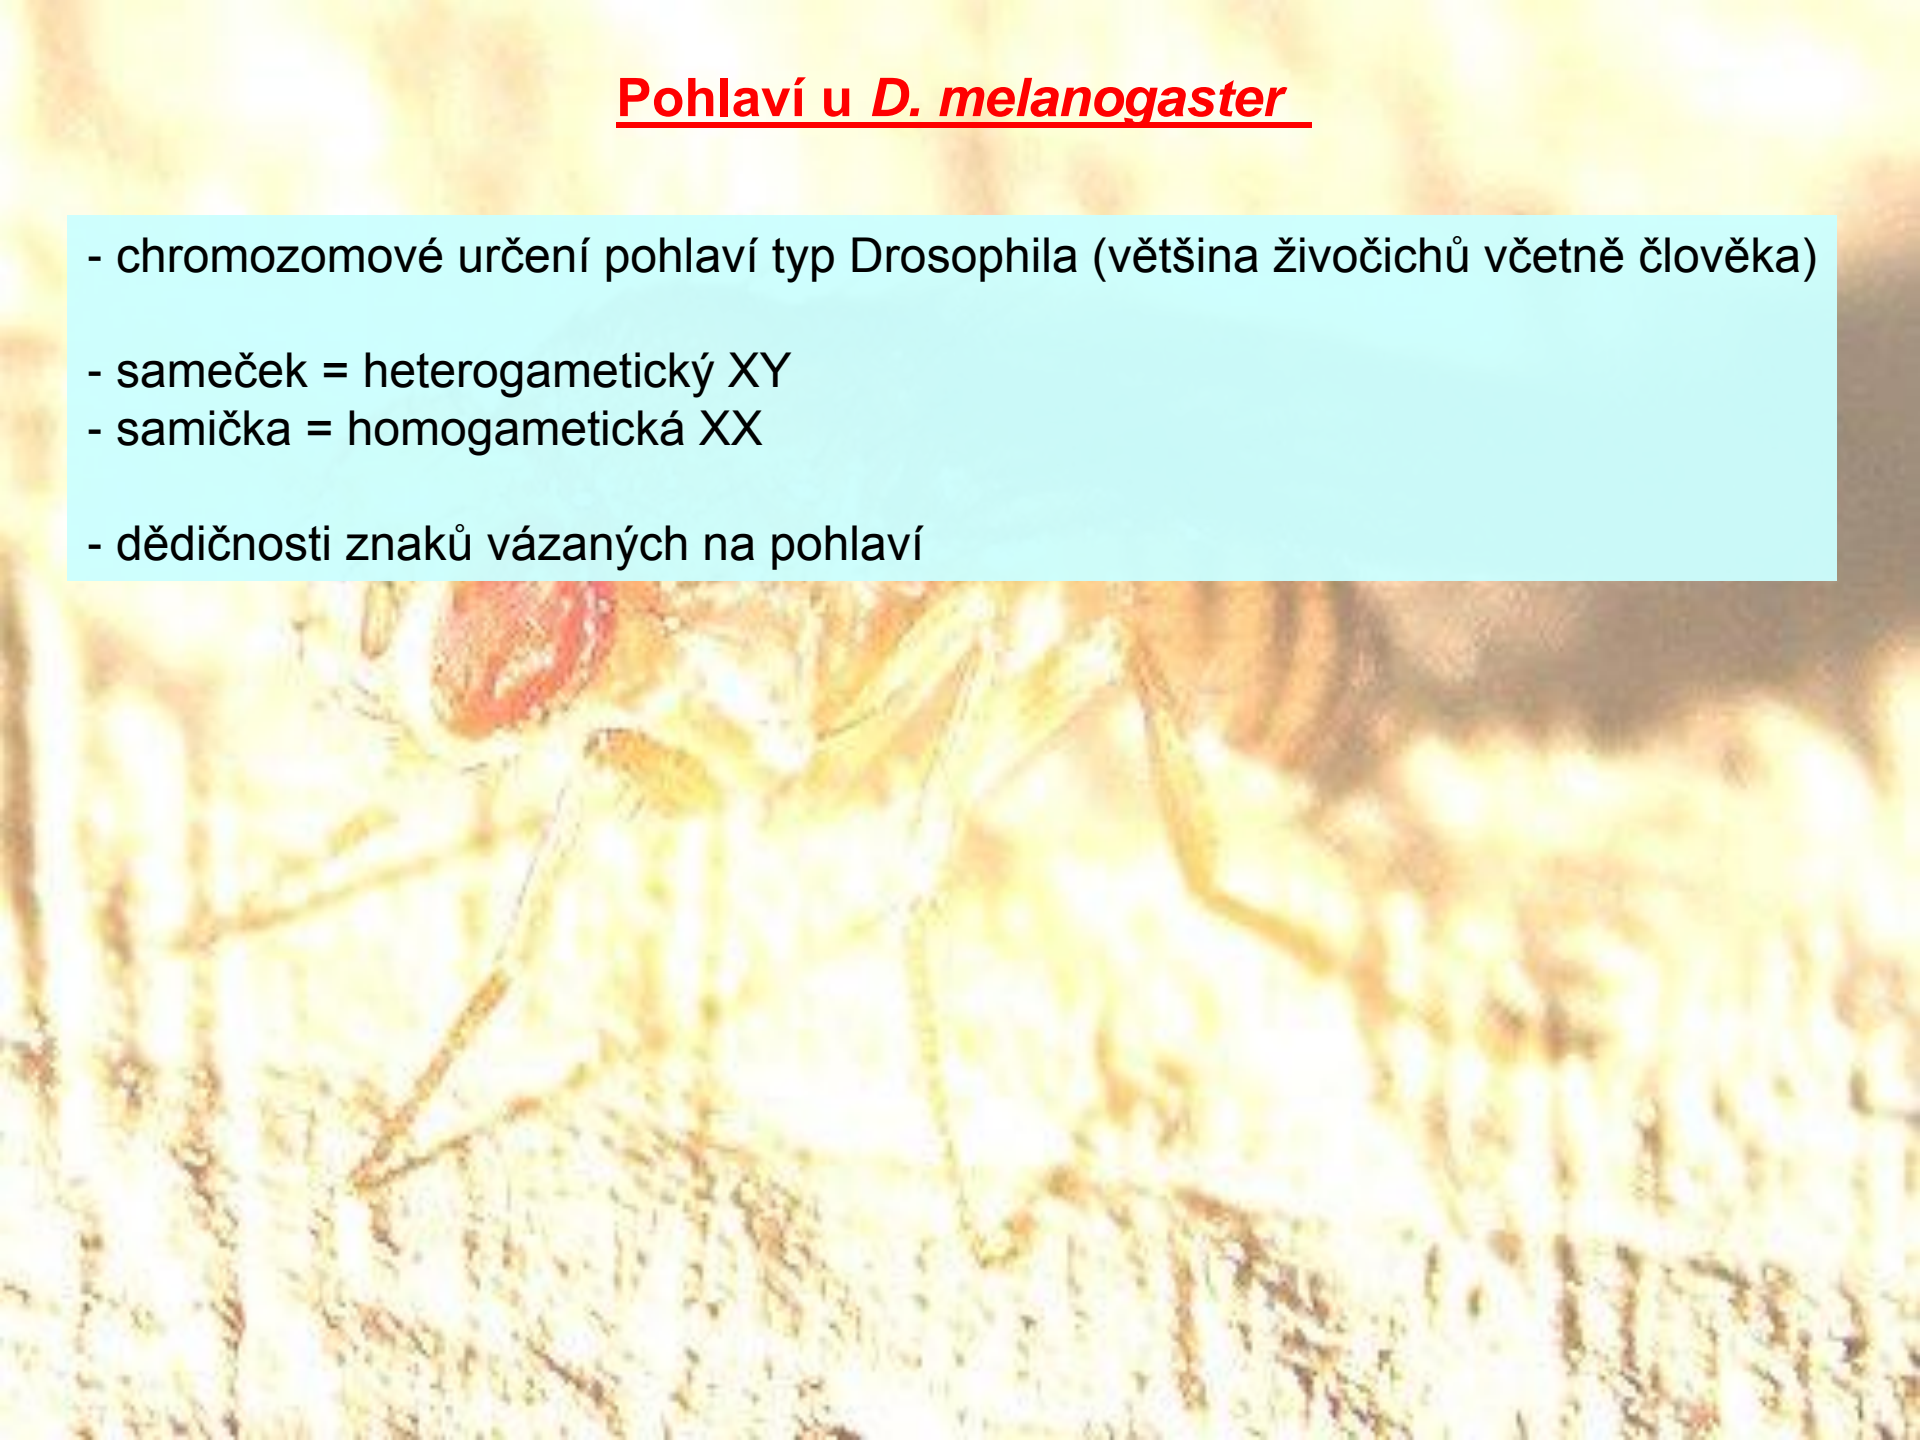 Pohlaví u D. melanogaster
- chromozomové určení pohlaví typ Drosophila (většina živočichů včetně člověka)
- sameček = heterogametický XY
- samička = homogametická XX
- dědičnosti znaků vázaných na pohlaví